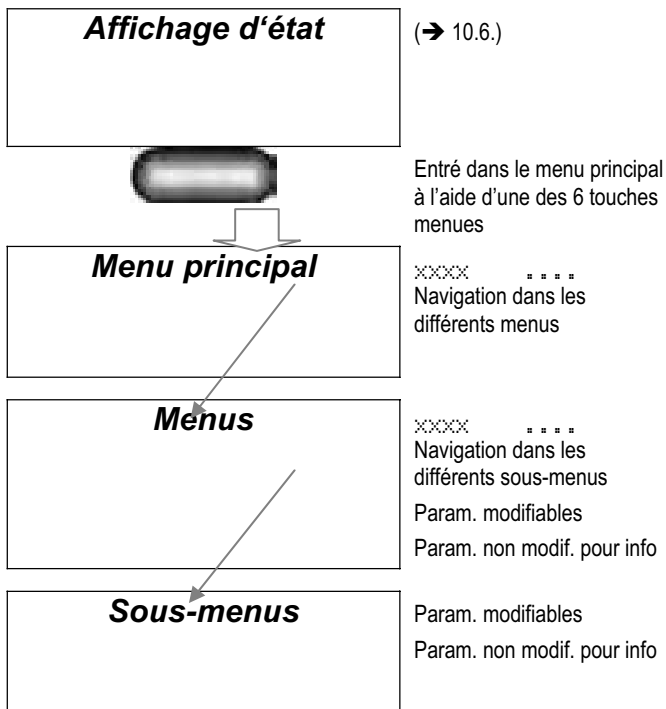 Affichage d‘état
(➔ 10.6.)
Entré dans le menu principal
à l’aide d’une des 6 touches
menues
Menu principal
XXXX ....
Navigation dans les
différents menus
Menus
XXXX ....
Navigation dans les
différents sous-menus
Param. modifiables
Param. non modif. pour info
Sous-menus
Param. modifiables
Param. non modif. pour info